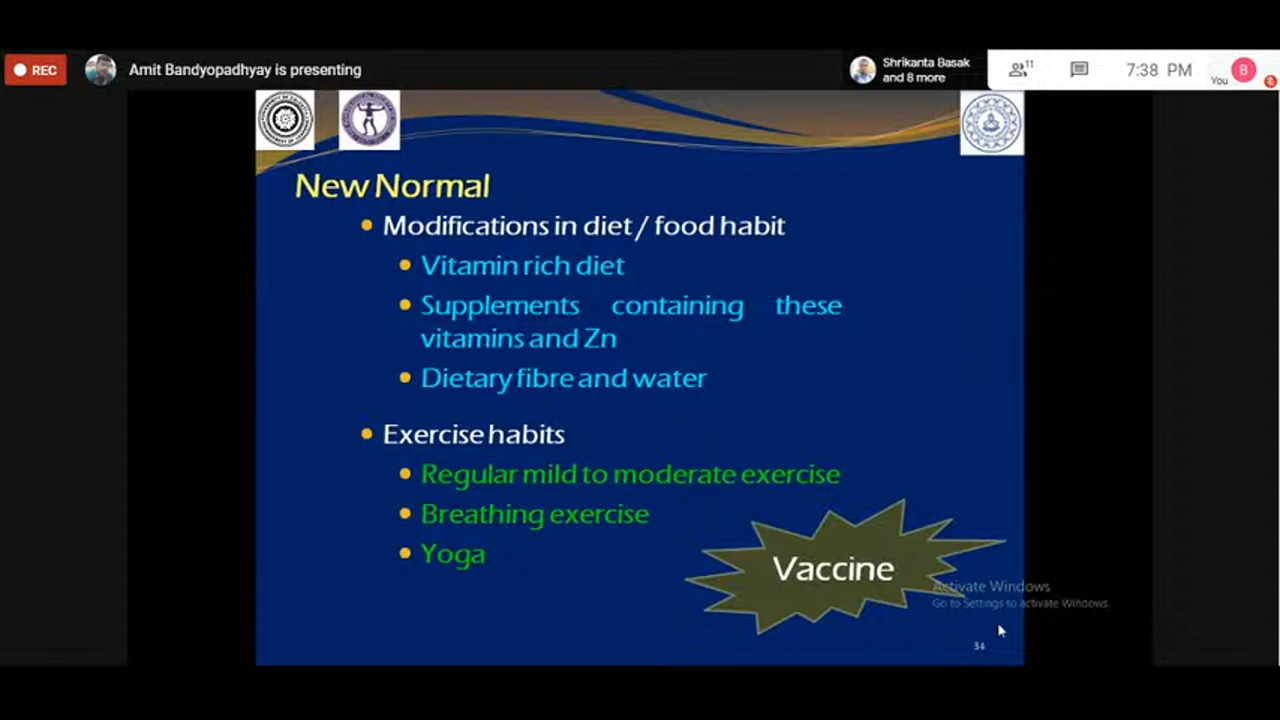 REC
Amit Bandyopadhyay is presenting
Shrikanta Basak
and 8 more
11
7:38 PM
You
B
New Normal
Modifications in diet / food habit
Vitamin rich diet
Supplements containing these
vitamins and Zn
Dietary fibre and water
Exercise habits
Regular mild to moderate exercise
Breathing exercise
Yoga
Vaccine
Activate Windows
Go to Settings to activate Windows.
34